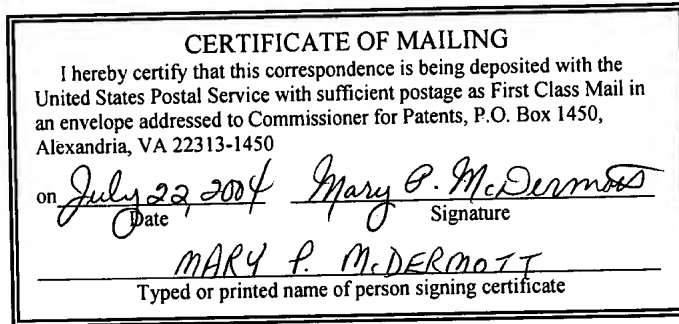 CERTIFICATE OF MAILING
I hereby certify that this correspondence is being deposited with the
United States Postal Service with sufficient postage as First Class Mail in
an envelope addressed to Commissioner for Patents, P.O. Box 1450,
Alexandria, VA 22313-1450
on July 22, 2004 Mary P. McDermott
Date Signature
MARY P. McDERMOTT
Typed or printed name of person signing certificate